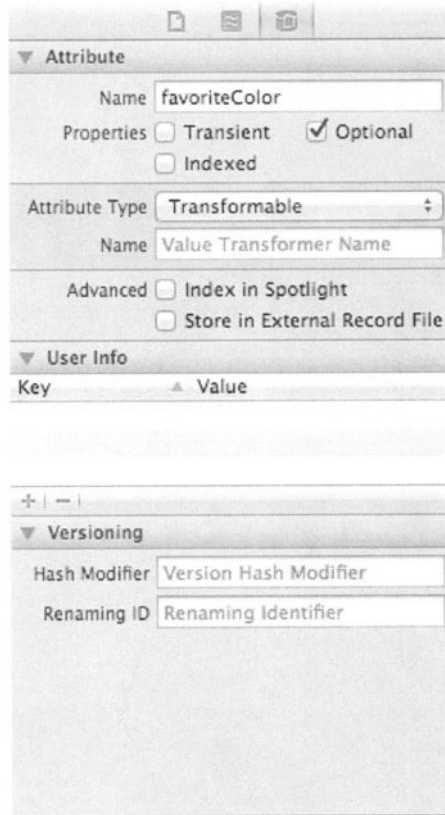 Attribute
Name favoriteColor
Properties Transient Optional
Indexed
Attribute Type Transformable
Name Value Transformer Name
Advanced Index in Spotlight
Store in External Record File
User Info
Key Value
+ −
Versioning
Hash Modifier Version Hash Modifier
Renaming ID Renaming Identifier